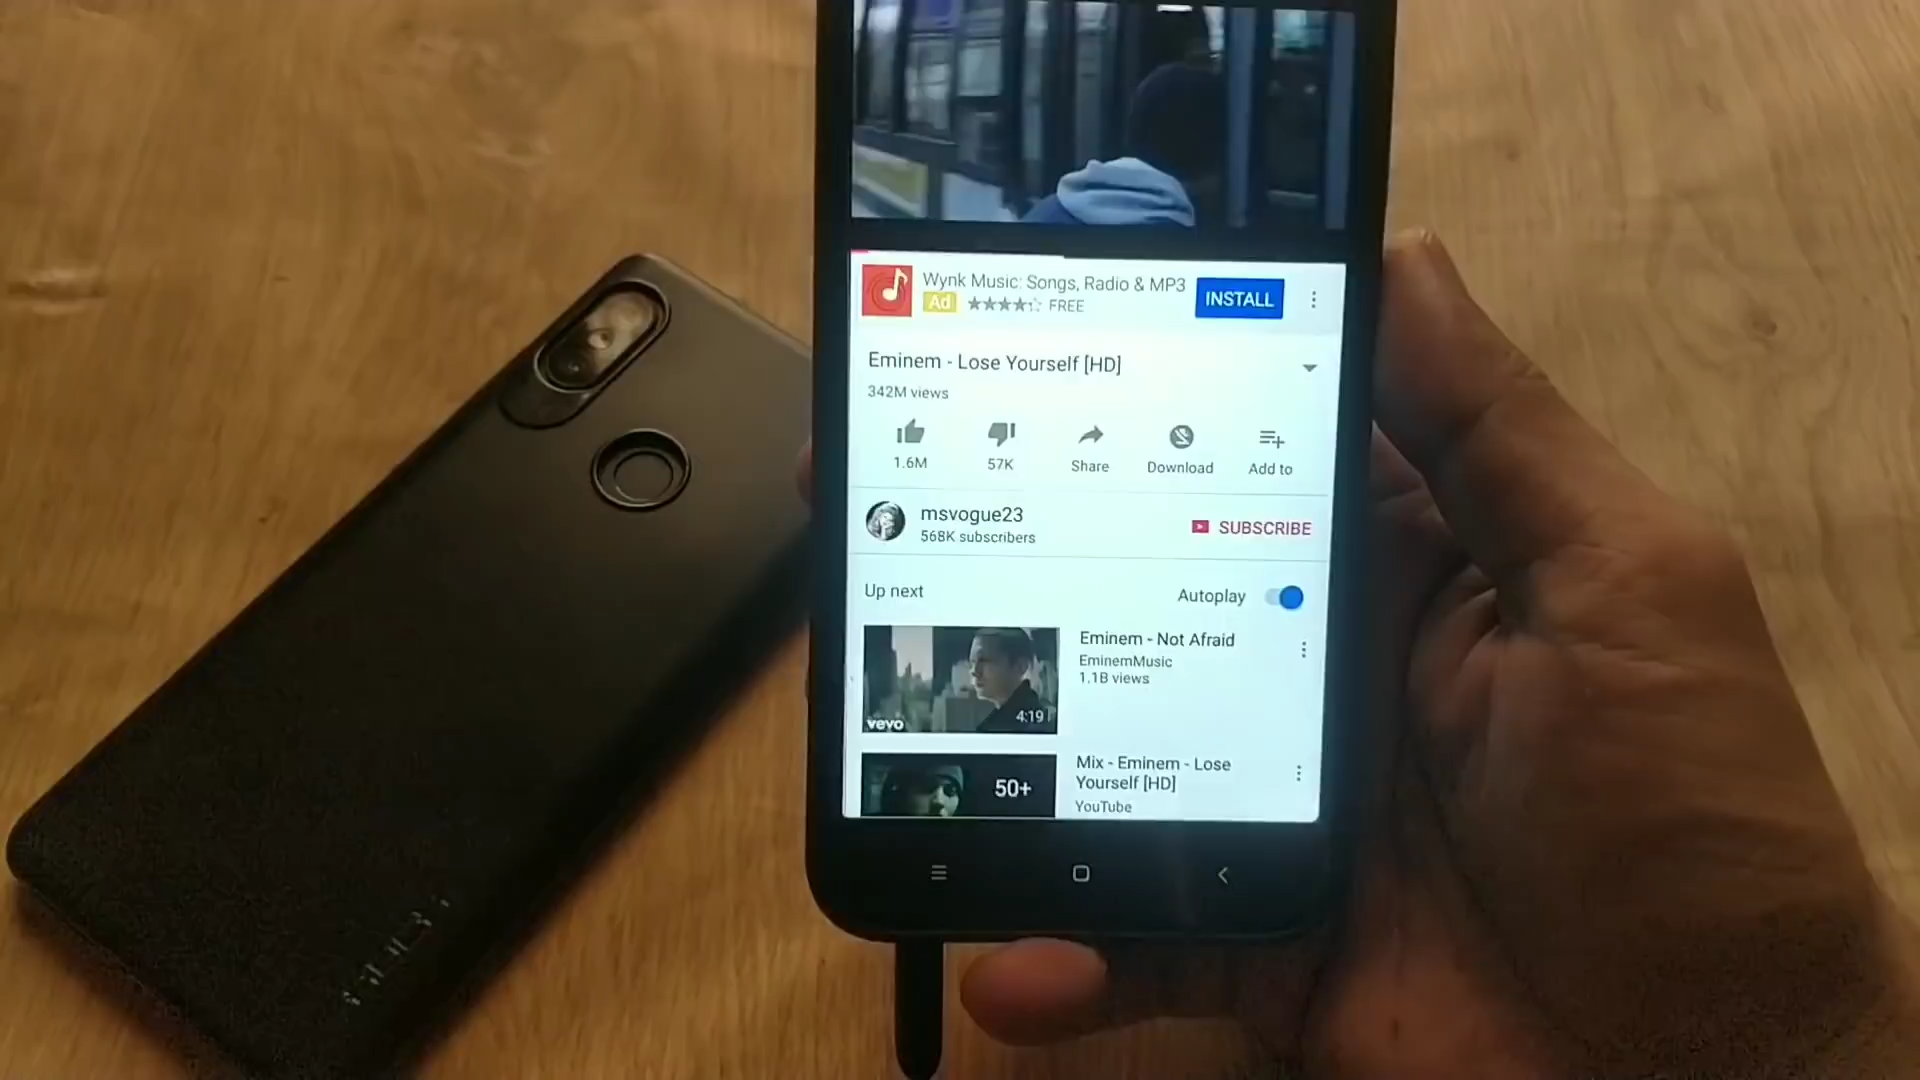 Wynk Music: Songs, Radio & MP3
Ad FREE
INSTALL
Eminem - Lose Yourself [HD]
342M views
1.6M
57K
Share
Download
Add to
msvogue23
568K subscribers
SUBSCRIBE
Up next
Autoplay
Eminem - Not Afraid
EminemMusic
1.1B views
vevo
4:19
Mix - Eminem - Lose
Yourself [HD]
YouTube
50+